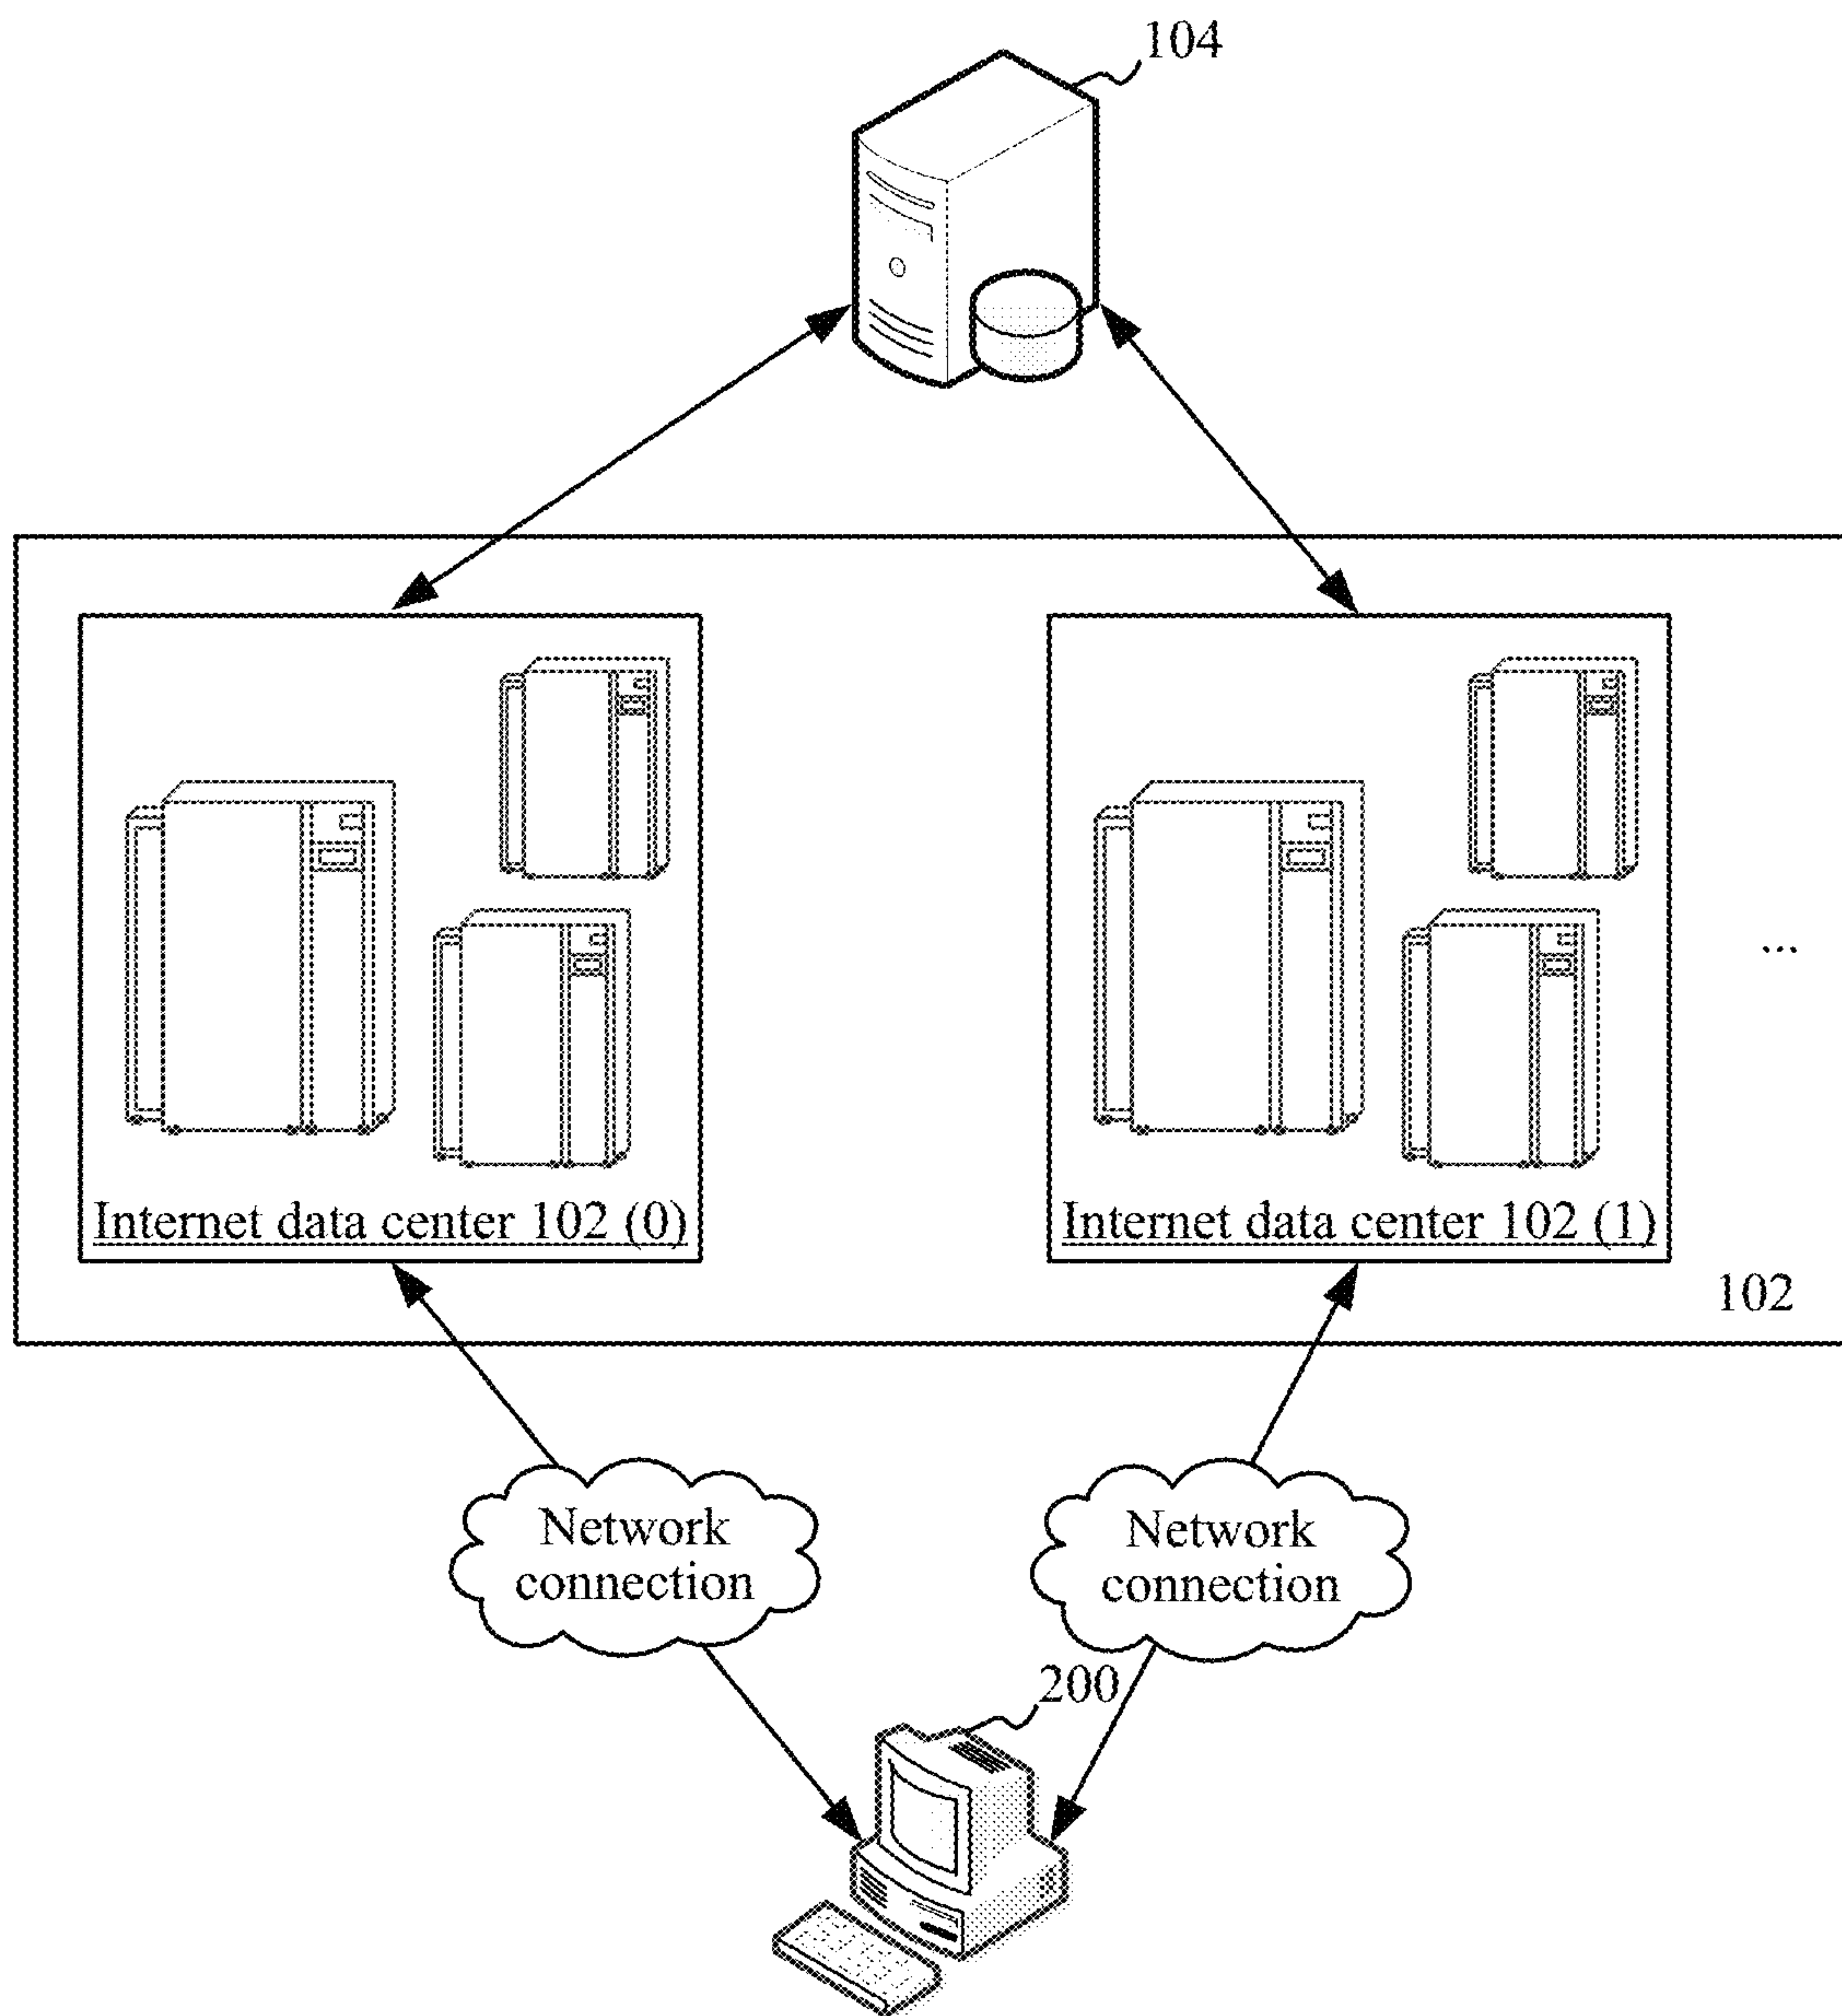 104
Internet data center 102 (0)
Internet data center 102 (1)
...
102
Network
connection
Network
connection
200